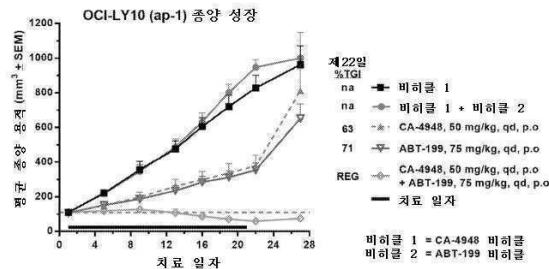 OCI-LY10 (ap-1) 종양 성장
평균 종양 용적 (mm³ ± SEM)
1200
1000
800
600
400
200
0
0 4 8 12 16 20 24 28
치료 일자
제22일
%TGI
na 비히클 1
na 비히클 1 + 비히클 2
63 CA-4948, 50 mg/kg, qd, p.o
71 ABT-199, 75 mg/kg, qd, p.o
REG CA-4948, 50 mg/kg, qd, p.o
+ ABT-199, 75 mg/kg, qd, p.o
치료 일자
비히클 1 = CA-4948 비히클
비히클 2 = ABT-199 비히클